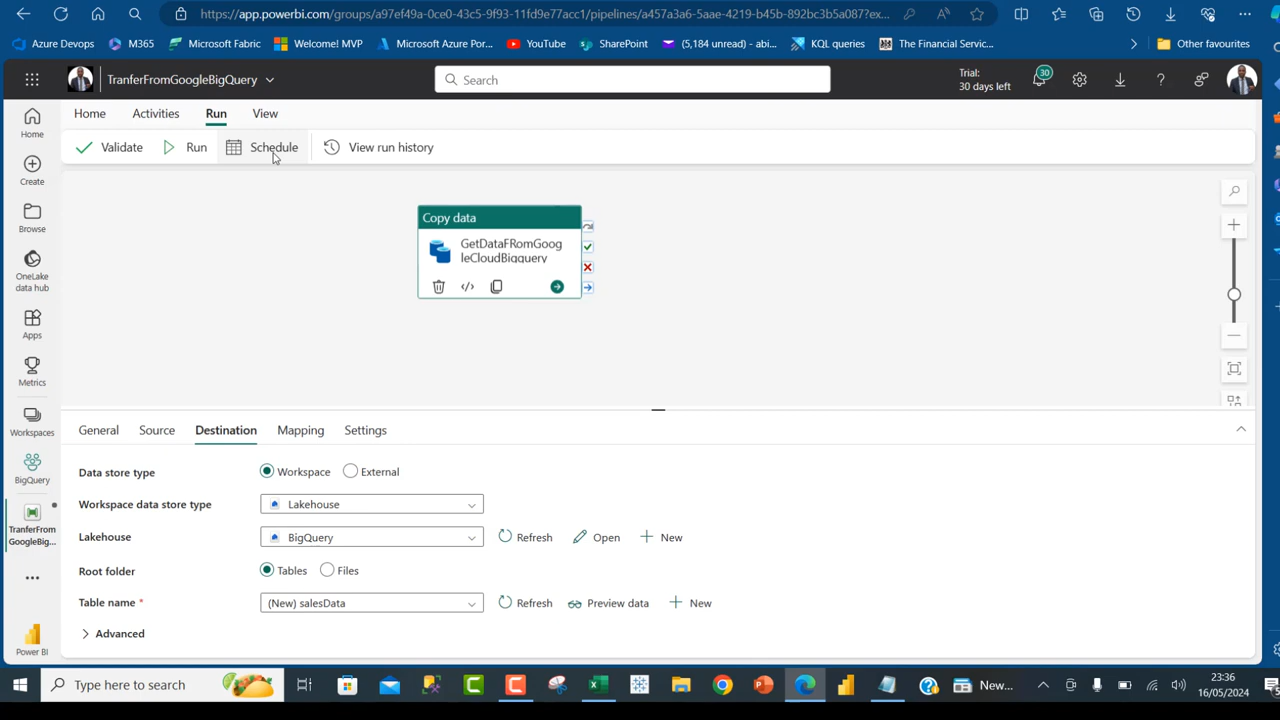 https://app.powerbi.com/groups/a97ef49a-0ce0-43c5-9f93-11fd7e77acc1/pipelines/a457a3a6-5aae-4219-b45b-892bc3b5a087?ex...
Azure Devops
M365
Microsoft Fabric
Welcome! MVP
Microsoft Azure Por...
YouTube
SharePoint
(5,184 unread) - abi...
KQL queries
The Financial Servic...
Other favourites
TranferFromGoogleBigQuery
Search
Trial:
30 days left
30
Home
Activities
Run
View
Validate
Run
Schedule
View run history
Home
Create
Browse
OneLake
data hub
Apps
Metrics
Workspaces
BigQuery
TranferFrom
GoogleBig...
Power BI
Copy data
GetDataFRomGoog
leCloudBigquery
General
Source
Destination
Mapping
Settings
Data store type
Workspace
External
Workspace data store type
Lakehouse
Lakehouse
BigQuery
Refresh
Open
New
Root folder
Tables
Files
Table name *
(New) salesData
Refresh
Preview data
New
Advanced
Type here to search
New...
23:36
16/05/2024